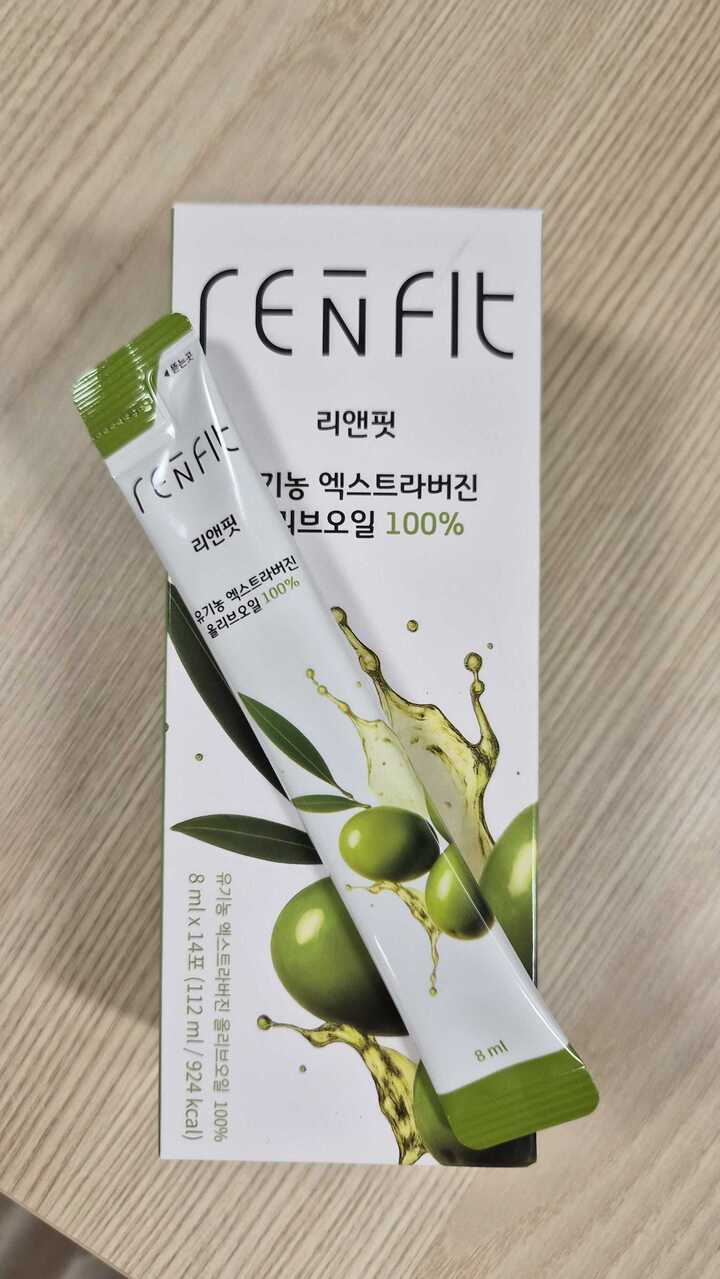 RENFIT
리앤핏
기농 엑스트라버진
리브오일 100%
유기농 엑스트라버진 올리브오일 100%
8 ml x 14포 (112 ml / 924 kcal)
◀ 뜯는곳
RENFIT
리앤핏
유기농 엑스트라버진
올리브오일 100%
8 ml